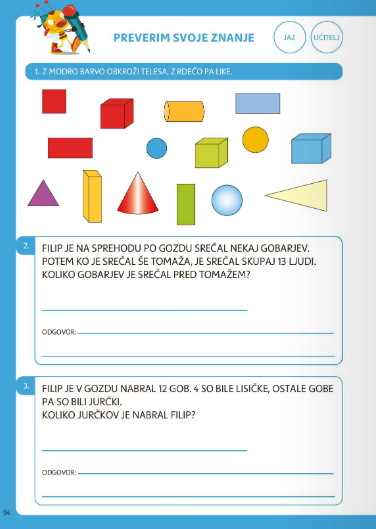 PREVERIM SVOJE ZNANJE
JAZ
UČITELJ
1. Z MODRO BARVO OBKROŽI TELESA, Z RDEČO PA LIKE.
2.
FILIP JE NA SPREHODU PO GOZDU SREČAL NEKAJ GOBARJEV.
POTEM KO JE SREČAL ŠE TOMAŽA, JE SREČAL SKUPAJ 13 LJUDI.
KOLIKO GOBARJEV JE SREČAL PRED TOMAŽEM?
ODGOVOR:
3.
FILIP JE V GOZDU NABRAL 12 GOB. 4 SO BILE LISIČKE, OSTALE GOBE
PA SO BILI JURČKI.
KOLIKO JURČKOV JE NABRAL FILIP?
ODGOVOR:
94